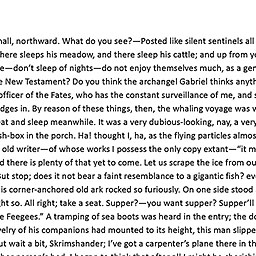 hall, northward. What do you see?—Posted like silent sentinels all
here sleeps his meadow, and there sleep his cattle; and up from y
e—don't sleep of nights—do not enjoy themselves much, as a gen
e New Testament? Do you think the archangel Gabriel thinks anyth
officer of the Fates, who has the constant surveillance of me, and s
dges in. By reason of these things, then, the whaling voyage was v
eat and sleep meanwhile. It was a very dubious-looking, nay, a very
sh-box in the porch. Ha! thought I, ha, as the flying particles almos
old writer—of whose works I possess the only copy extant—"it m
d there is plenty of that yet to come. Let us scrape the ice from ou
But stop; does it not bear a faint resemblance to a gigantic fish? eve
is corner-anchored old ark rocked so furiously. On one side stood a
ght so. All right; take a seat. Supper?—you want supper? Supper'll
e Feegees." A tramping of sea boots was heard in the entry; the do
velry of his companions had mounted to its height, this man slippe
ut wait a bit, Skrimshander; I've got a carpenter's plane there in th